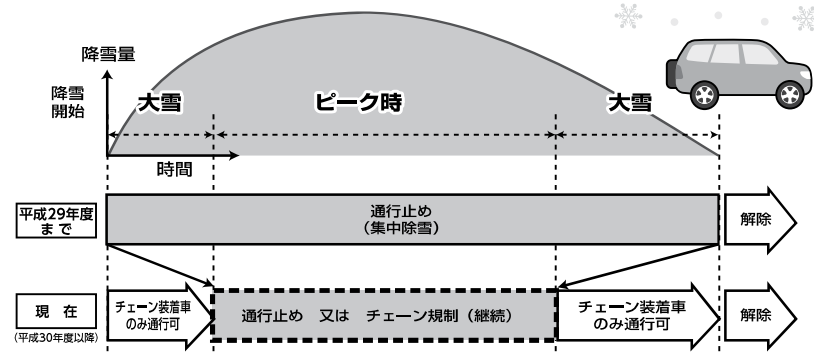 降雪量
降雪
開始
大雪
ピーク時
大雪
時間
平成29年度
まで
通行止め
(集中除雪)
解除
現 在
(平成30年度以降)
チェーン装着車
のみ通行可
通行止め 又は チェーン規制(継続)
チェーン装着車
のみ通行可
解除